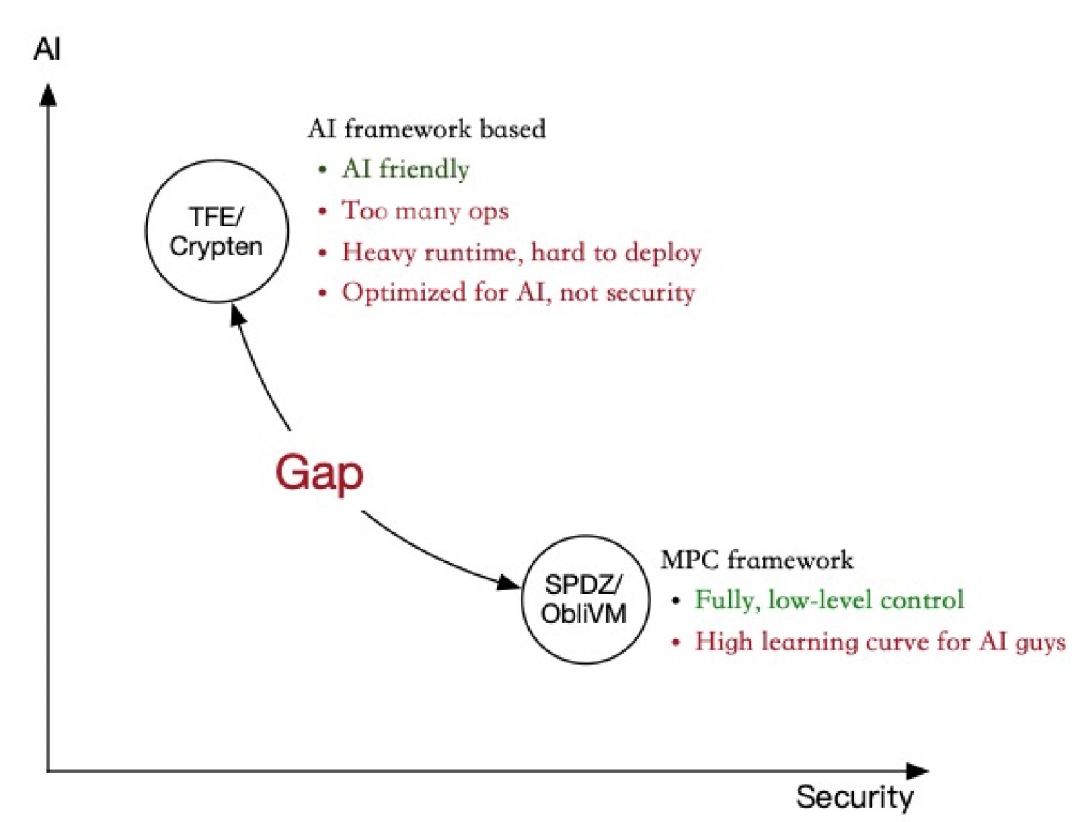 AI
AI framework based
• AI friendly
• Too many ops
• Heavy runtime, hard to deploy
• Optimized for AI, not security
TFE/
Crypten
Gap
SPDZ/
ObliVM
MPC framework
• Fully, low-level control
• High learning curve for AI guys
Security